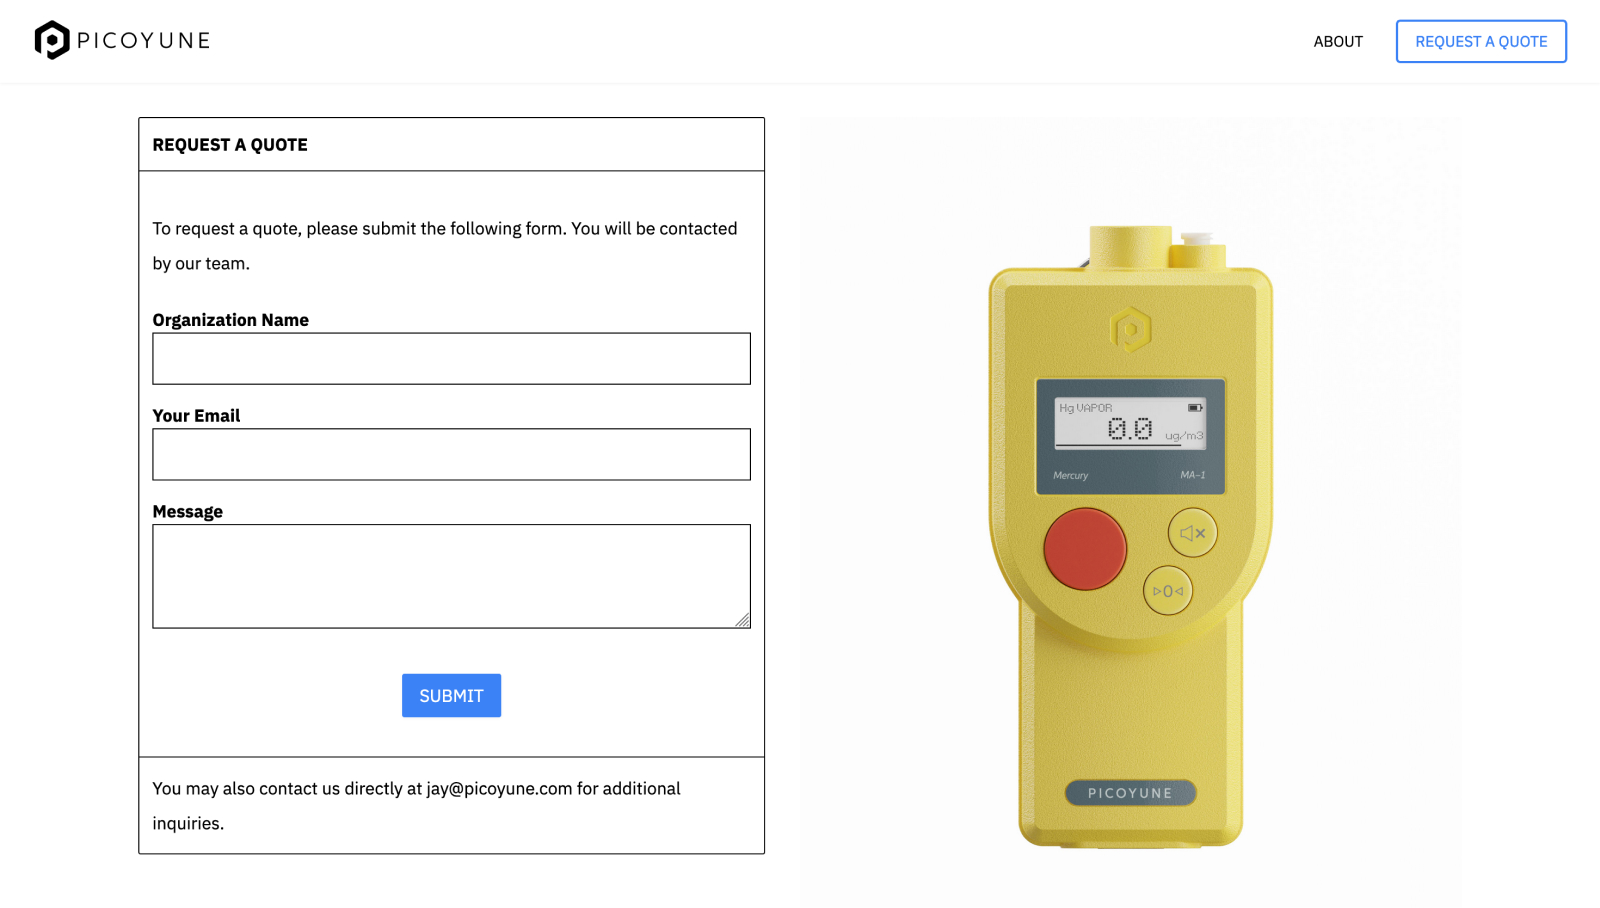 PICOYUNE
ABOUT
REQUEST A QUOTE
REQUEST A QUOTE
To request a quote, please submit the following form. You will be contacted
by our team.
Organization Name
Your Email
Message
SUBMIT
You may also contact us directly at jay@picoyune.com for additional
inquiries.
Hg VAPOR
0.0 ug/m3
Mercury MA-1
▷0◁
PICOYUNE